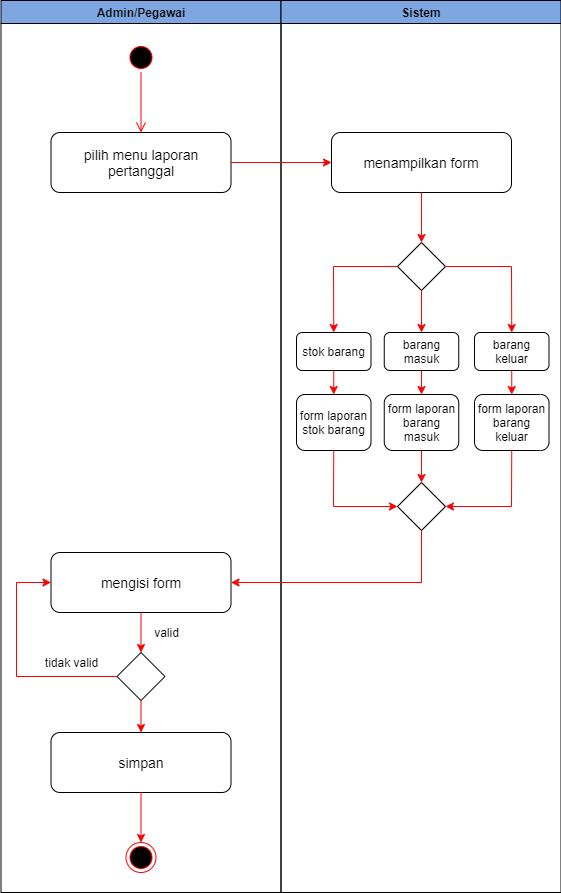 Admin/Pegawai
Sistem
pilih menu laporan
pertanggal
menampilkan form
stok barang
barang
masuk
barang
keluar
form laporan
stok barang
form laporan
barang
masuk
form laporan
barang
keluar
mengisi form
valid
tidak valid
simpan